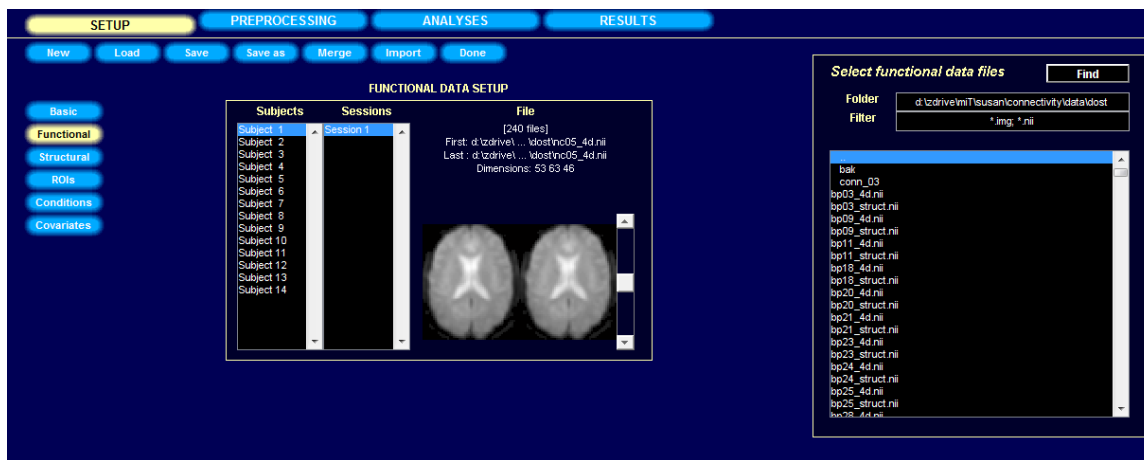 SETUP PREPROCESSING ANALYSES RESULTS
New Load Save Save as Merge Import Done
FUNCTIONAL DATA SETUP
Basic
Functional
Structural
ROIs
Conditions
Covariates
Subjects Sessions File
Subject 1
Subject 2
Subject 3
Subject 4
Subject 5
Subject 6
Subject 7
Subject 8
Subject 9
Subject 10
Subject 11
Subject 12
Subject 13
Subject 14
Session 1
[240 files]
First: d:\zdrive\ ... \dost\nc05_4d.nii
Last : d:\zdrive\ ... \dost\nc05_4d.nii
Dimensions: 53 63 46
Select functional data files Find
Folder d:\zdrive\miT\susan\connectivity\data\dost
Filter *.img; *.nii
..
bak
conn_03
bp03_4d.nii
bp03_struct.nii
bp09_4d.nii
bp09_struct.nii
bp11_4d.nii
bp11_struct.nii
bp18_4d.nii
bp18_struct.nii
bp20_4d.nii
bp20_struct.nii
bp21_4d.nii
bp21_struct.nii
bp23_4d.nii
bp23_struct.nii
bp24_4d.nii
bp24_struct.nii
bp25_4d.nii
bp25_struct.nii
bp28_4d.nii